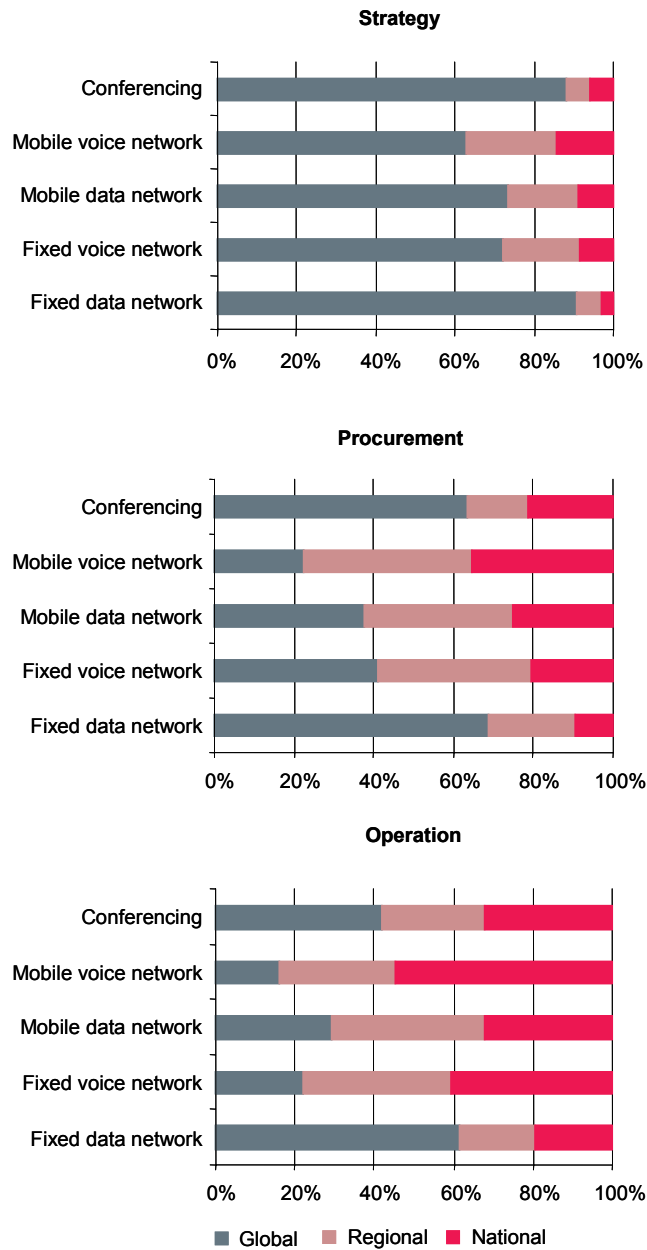 Strategy
Conferencing
Mobile voice network
Mobile data network
Fixed voice network
Fixed data network
0% 20% 40% 60% 80% 100%
Procurement
Conferencing
Mobile voice network
Mobile data network
Fixed voice network
Fixed data network
0% 20% 40% 60% 80% 100%
Operation
Conferencing
Mobile voice network
Mobile data network
Fixed voice network
Fixed data network
0% 20% 40% 60% 80% 100%
Global Regional National